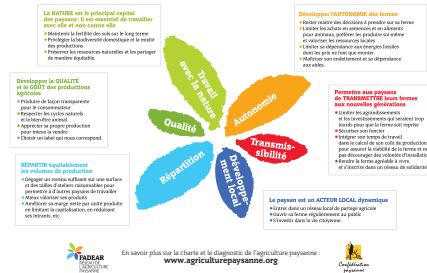 La NATURE est le principal capital
des paysans : il est essentiel de travailler
avec elle et non contre elle
Maintenir la fertilité des sols sur le long terme
Privilégier la biodiversité domestique et la mixité
des productions
Préserver les ressources naturelles et les partager
de manière équitable.
Développer l'AUTONOMIE des fermes
Rester maître des décisions à prendre sur sa ferme
Limiter les achats en semences et en aliments
pour animaux, préférer les produire soi-même
et valoriser les ressources locales
Limiter sa dépendance aux énergies fossiles
dont les prix ne font que monter
Maîtriser son endettement et sa dépendance
aux aides.
Développer la QUALITÉ
et le GOÛT des productions
agricoles
Produire de façon transparente
pour le consommateur
Respecter les cycles naturels
et le bien-être animal
Apprécier sa propre production
pour mieux la vendre
Choisir un label qui nous correspond.
Permettre aux paysans
de TRANSMETTRE leurs fermes
aux nouvelles générations
Limiter les agrandissements
et les investissements qui seraient trop
lourds pour que la ferme soit reprise
Sécuriser son foncier
Intégrer son temps de travail
dans le calcul de son coût de production
pour assurer la viabilité de la ferme et ne
pas décourager des volontés d'installation
Rendre la ferme agréable à vivre
et s'inscrire dans un réseau de solidarité
RÉPARTIR équitablement
les volumes de production
Dégager un revenu suffisant sur une surface
et des tailles d'ateliers raisonnables pour
permettre à d'autres paysans de travailler
Mieux valoriser ses produits
Améliorer sa marge nette par unité produite
en limitant la capitalisation, en réduisant
ses intrants, etc.
Le paysan est un ACTEUR LOCAL dynamique
Entrer dans un réseau local de partage agricole
Ouvrir sa ferme régulièrement au public
S'investir dans la vie citoyenne.
Travail
avec la nature
Autonomie
Qualité
Transmis-
sibilité
Répartition
Développe-
ment local
FADEAR
RÉSEAU DE
L'AGRICULTURE
PAYSANNE
En savoir plus sur la charte et le diagnostic de l'agriculture paysanne :
www.agriculturepaysanne.org
Confédération
paysanne